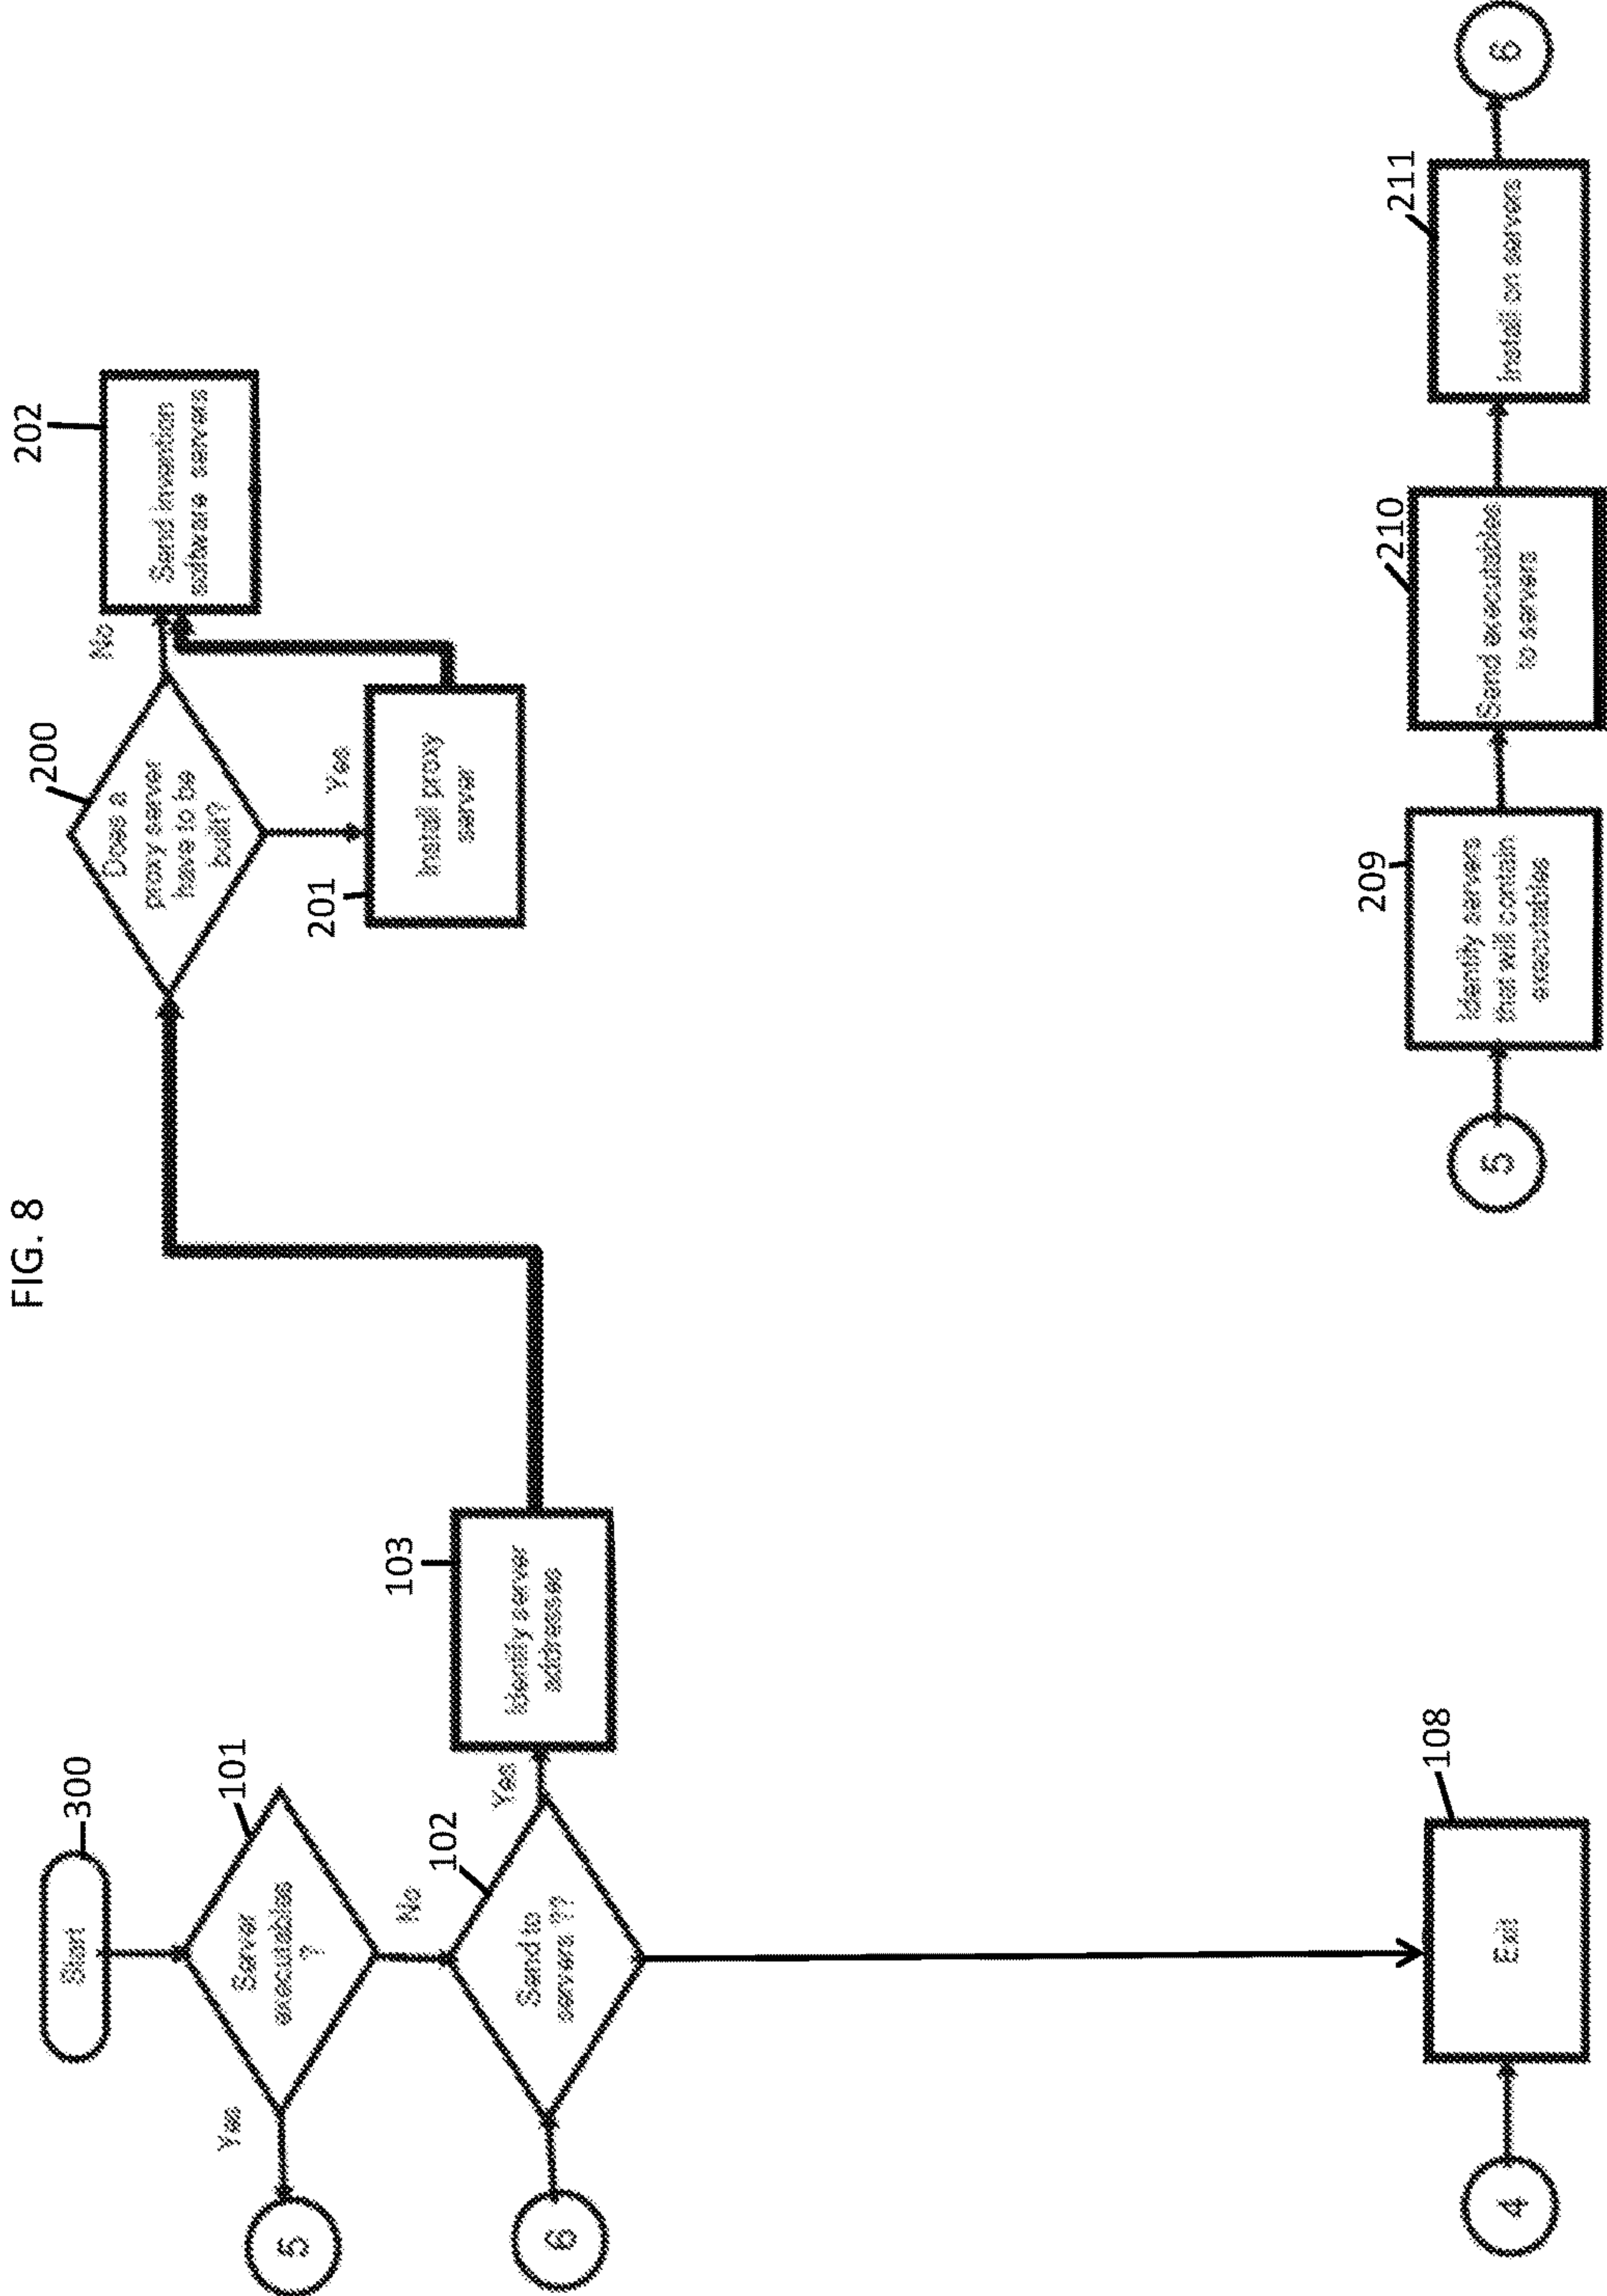 FIG. 8
300
Start
101
Server
executables
?
Yes
5
No
102
Send to
servers ??
6
Yes
103
Identify server
addresses
200
Does a
proxy server
have to be
built?
No
Yes
201
Install proxy
server
202
Send invention
software servers
108
Exit
4
5
209
Identify servers
that will contain
executables
210
Send executables
to servers
211
Install on servers
6